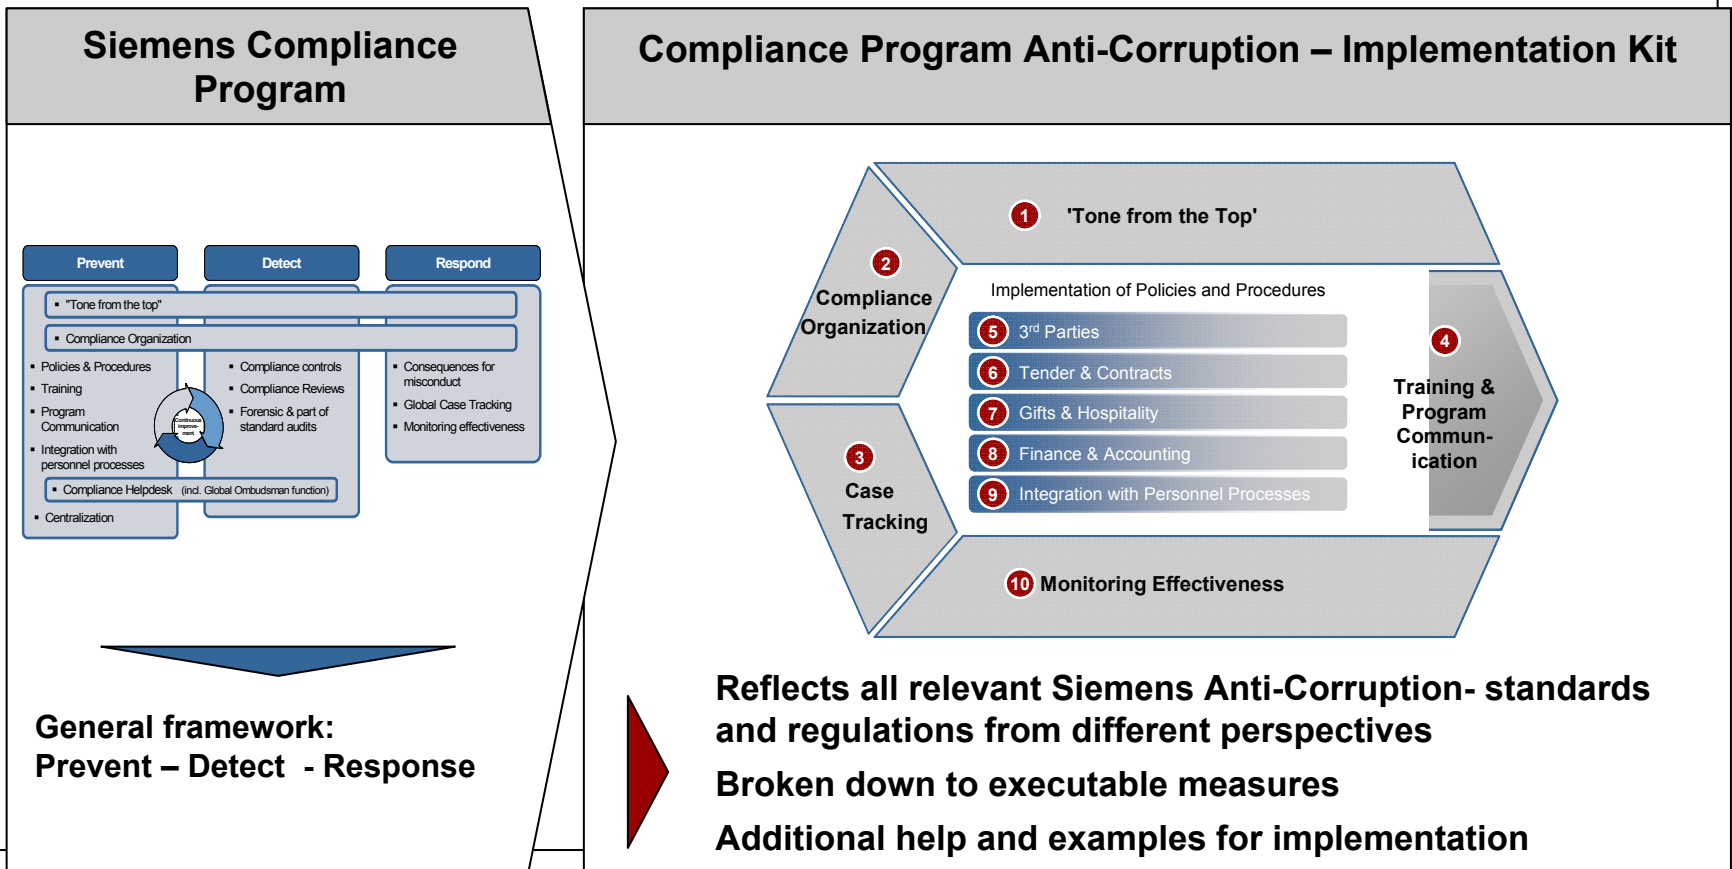 Siemens Compliance
Program
Prevent
Detect
Respond
▪ "Tone from the top"
▪ Compliance Organization
▪ Policies & Procedures
▪ Training
▪ Program
Communication
▪ Integration with
personnel processes
▪ Compliance controls
▪ Compliance Reviews
▪ Forensic & part of
standard audits
▪ Consequences for
misconduct
▪ Global Case Tracking
▪ Monitoring effectiveness
Continuous
improve-
ment
▪ Compliance Helpdesk (incl. Global Ombudsman function)
▪ Centralization
General framework:
Prevent – Detect - Response
Compliance Program Anti-Corruption – Implementation Kit
1 'Tone from the Top'
2
Compliance
Organization
3
Case
Tracking
Implementation of Policies and Procedures
5 3rd Parties
6 Tender & Contracts
7 Gifts & Hospitality
8 Finance & Accounting
9 Integration with Personnel Processes
4
Training &
Program
Commun-
ication
10 Monitoring Effectiveness
Reflects all relevant Siemens Anti-Corruption- standards
and regulations from different perspectives
Broken down to executable measures
Additional help and examples for implementation